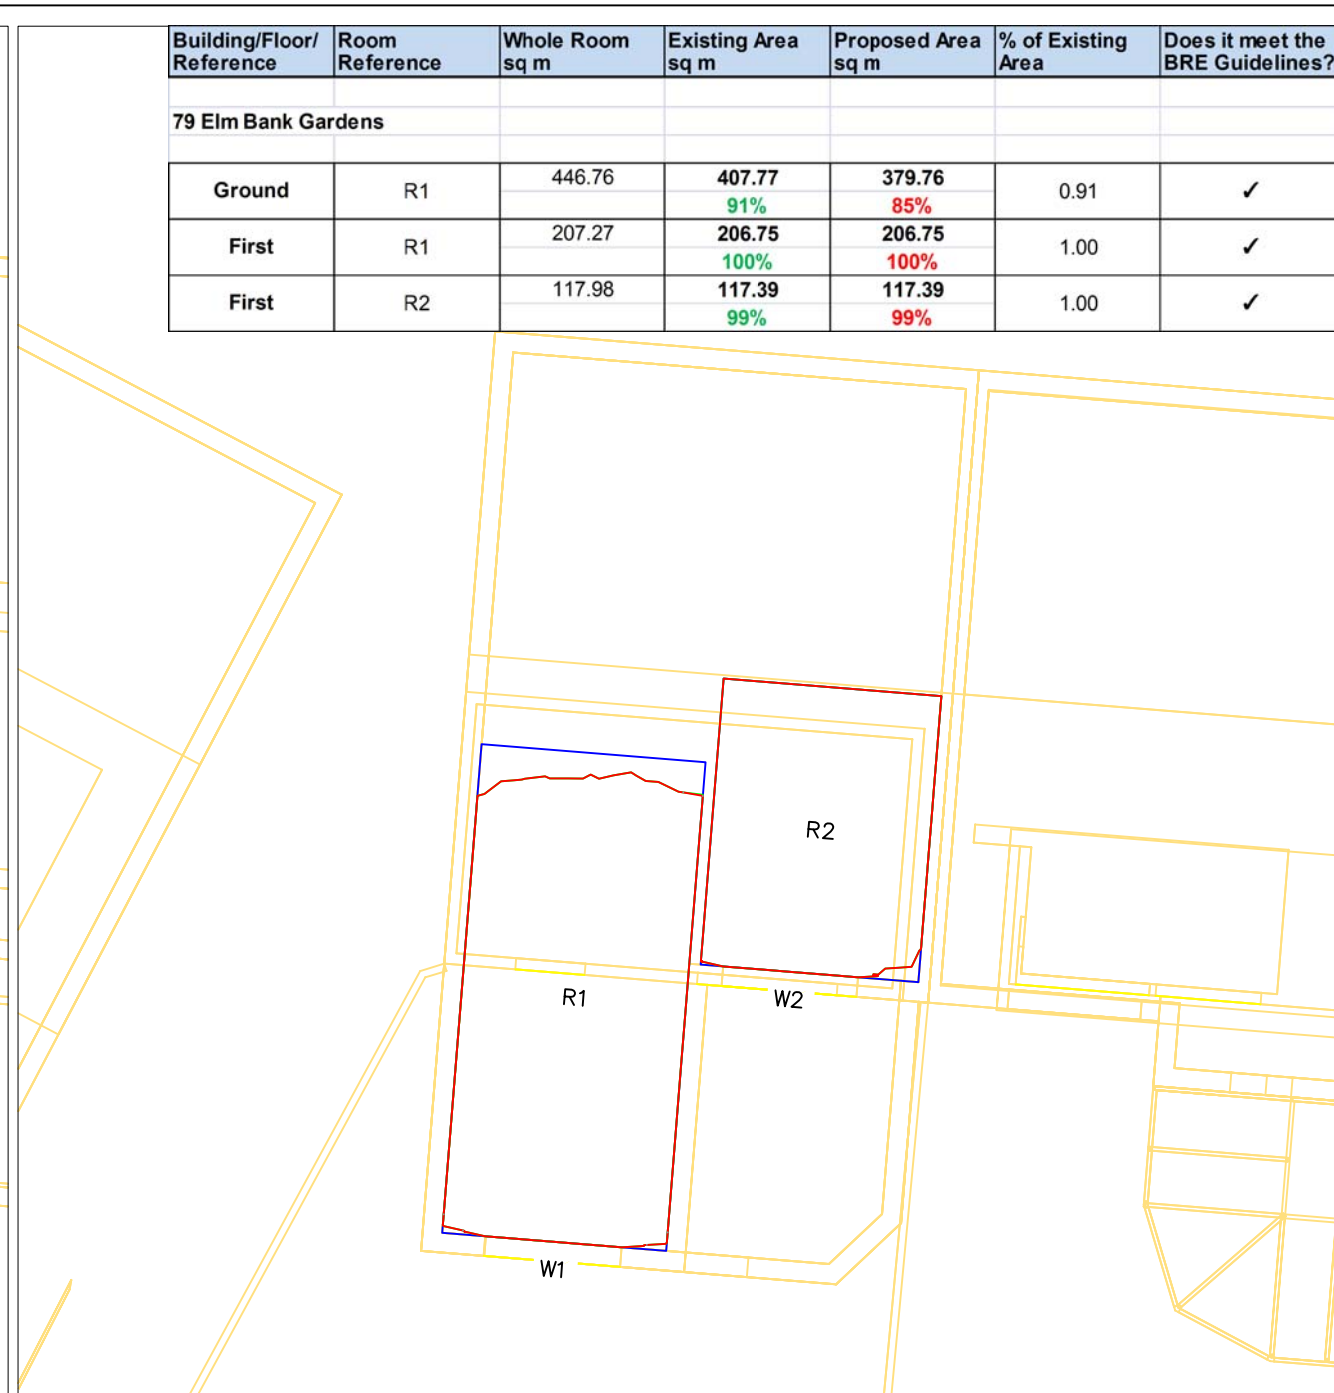 Building/Floor/ Reference Room Reference Whole Room sq m Existing Area sq m Proposed Area sq m % of Existing Area Does it meet the BRE Guidelines?
79 Elm Bank Gardens
Ground R1 446.76 407.77 379.76 0.91 ✓
91% 85%
First R1 207.27 206.75 206.75 1.00 ✓
100% 100%
First R2 117.98 117.39 117.39 1.00 ✓
99% 99%
R2
R1
W2
W1